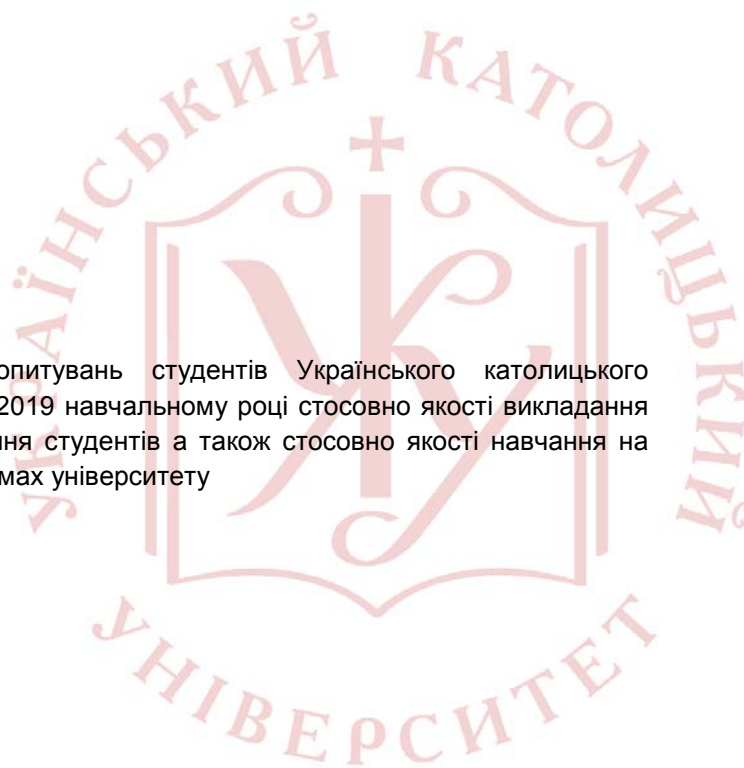 УКРАЇНСЬКИЙ КАТОЛИЦЬКИЙ
опитувань студентів Українського католицького
2019 навчальному році стосовно якості викладання
ння студентів а також стосовно якості навчання на
мах університету
УНІВЕРСИТЕТ